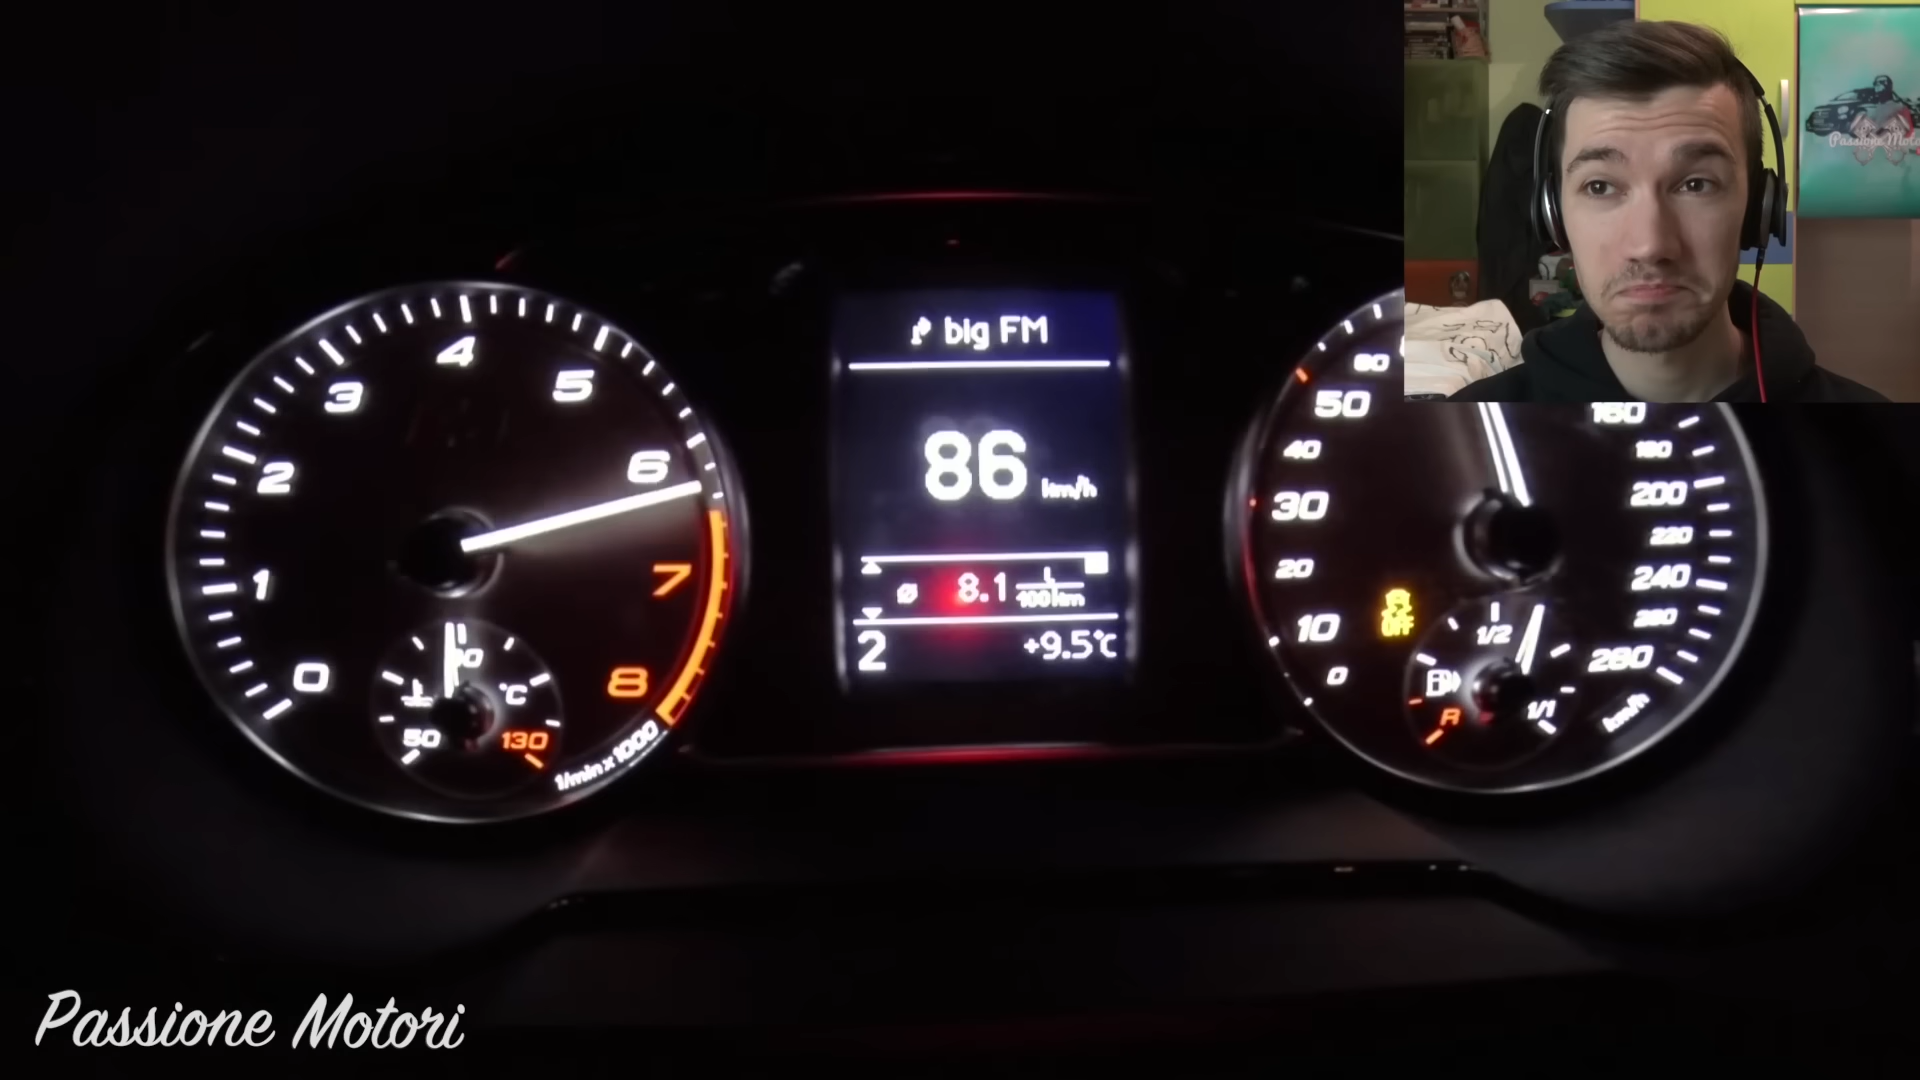 big FM
86 km/h
ø 8.1 L/100km
2 +9.5°C
0
1
2
3
4
5
6
7
8
1/min x 1000
50
90
°C
130
0
10
20
30
40
50
160
180
200
220
240
260
280
km/h
OFF
R
1/2
1/1
Passione Motori